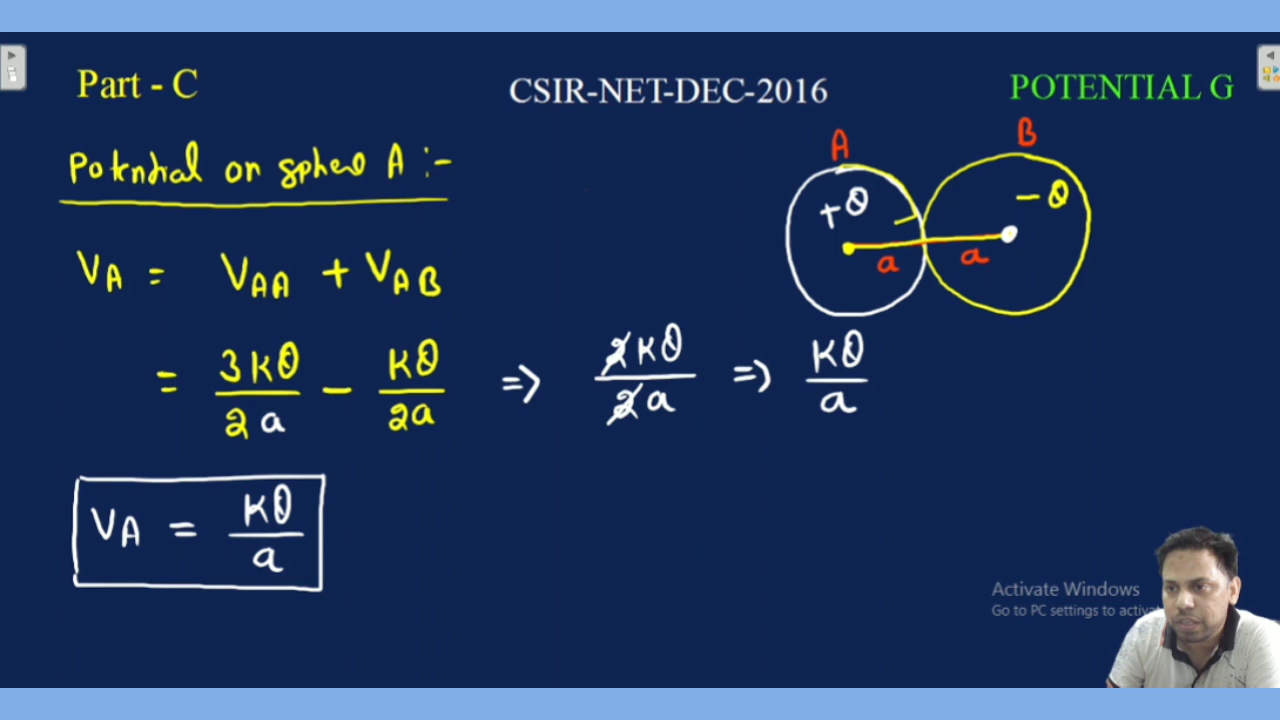 Part - C
CSIR-NET-DEC-2016
POTENTIAL G
Potential on sphere A :-
A
B
+Q
- Q
a
a
VA = VAA + VAB
= 3KQ/2a - KQ/2a => 2KQ/2a => KQ/a
VA = KQ/a
Activate Windows
Go to PC settings to activa